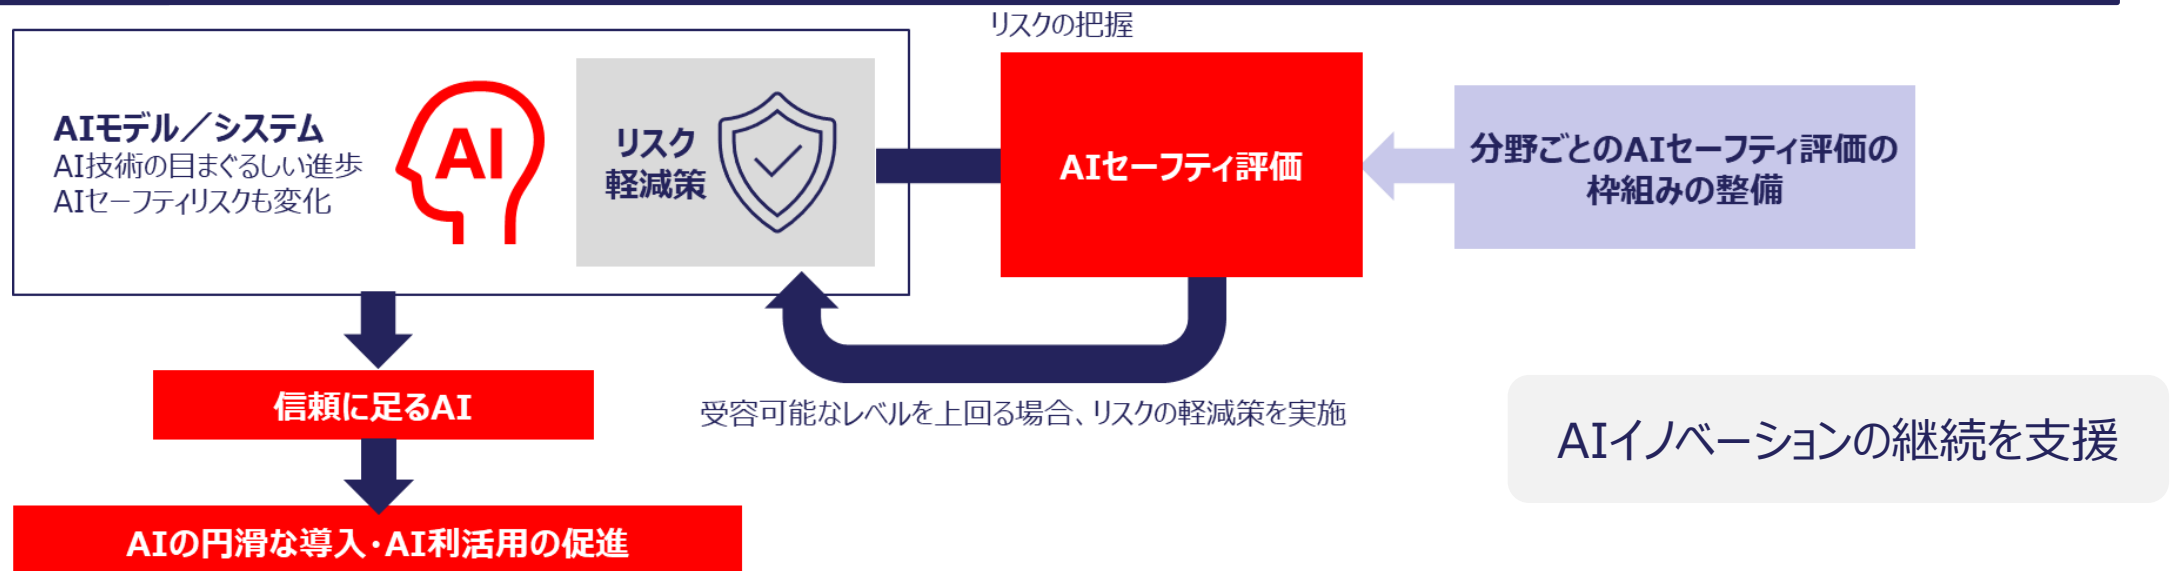 リスクの把握
AIモデル／システム
AI技術の目まぐるしい進歩
AIセーフティリスクも変化
AI
リスク
軽減策
AIセーフティ評価
分野ごとのAIセーフティ評価の
枠組みの整備
信頼に足るAI
受容可能なレベルを上回る場合、リスクの軽減策を実施
AIイノベーションの継続を支援
AIの円滑な導入・AI利活用の促進